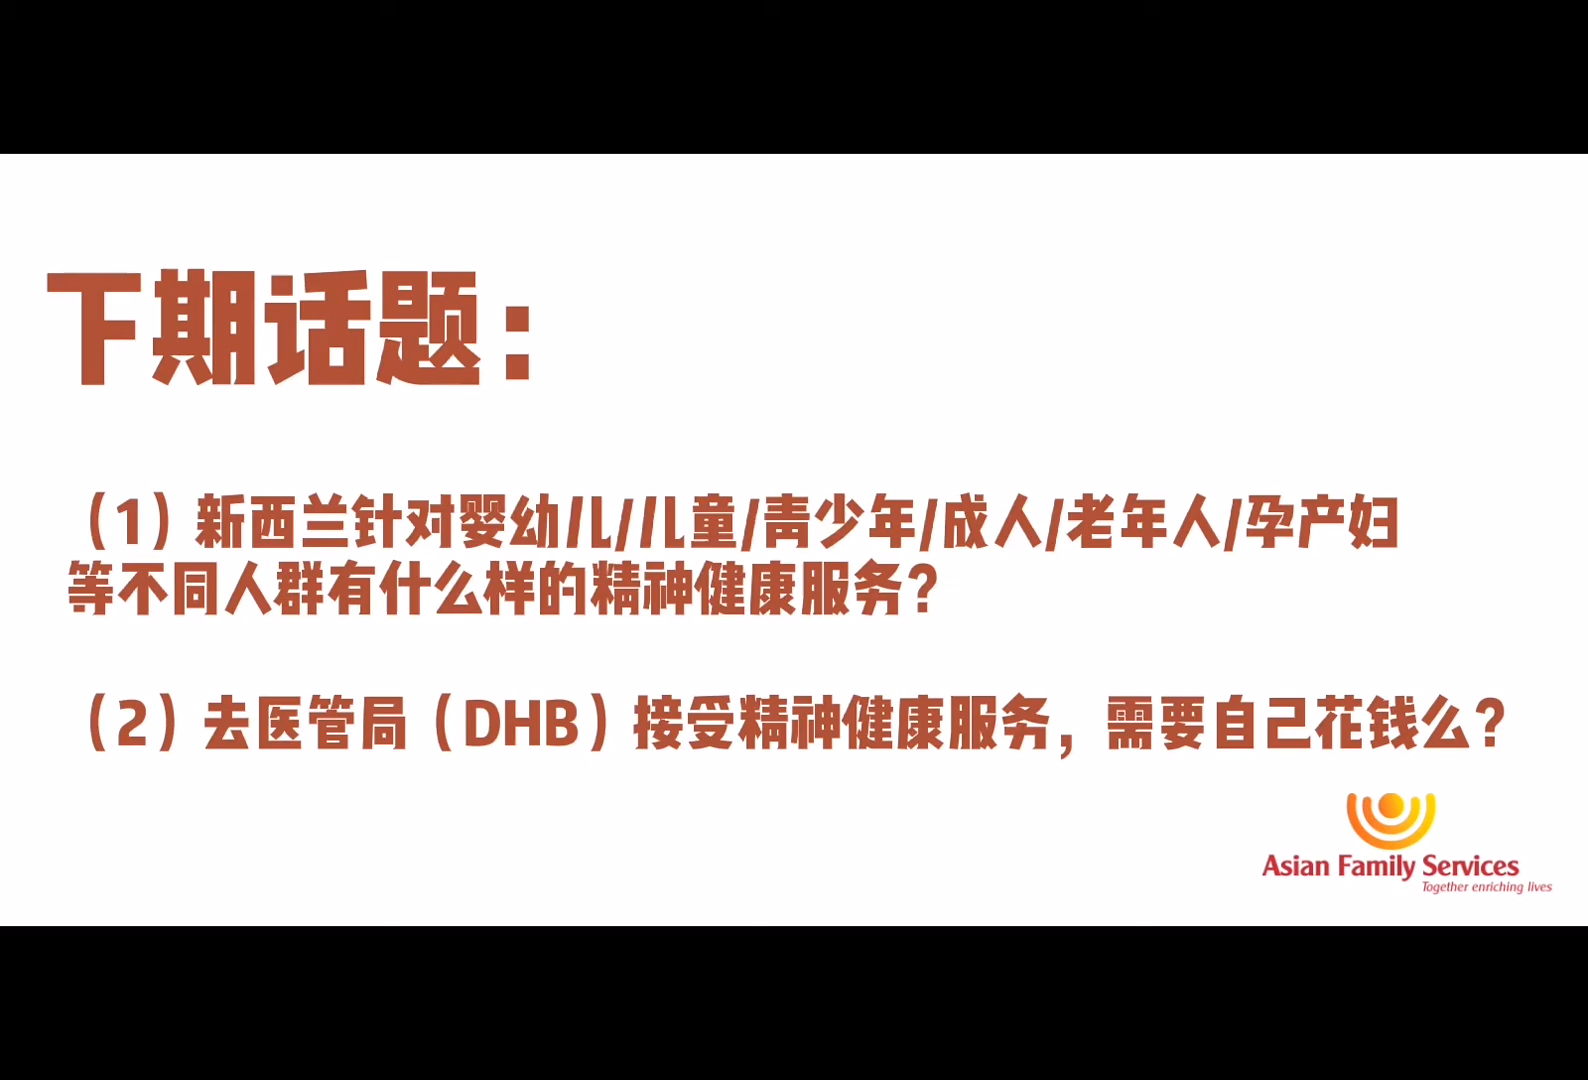 下期话题：
（1）新西兰针对婴幼儿/儿童/青少年/成人/老年人/孕产妇
等不同人群有什么样的精神健康服务？
（2）去医管局（DHB）接受精神健康服务，需要自己花钱么？
Asian Family Services
Together enriching lives